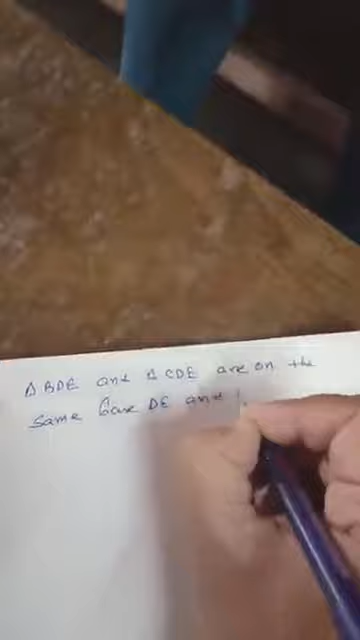 Δ BDE and Δ CDE are on the
same base DE and